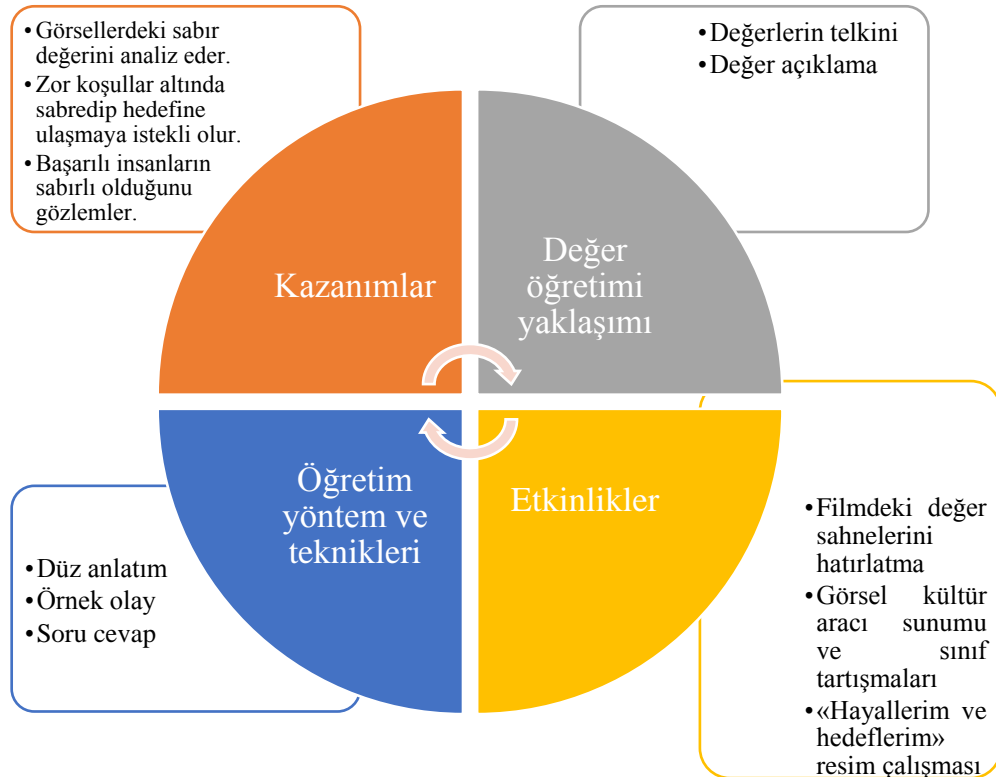 •Görsellerdeki sabır
değerini analiz eder.
•Zor koşullar altında
sabredip hedefine
ulaşmaya istekli olur.
•Başarılı insanların
sabırlı olduğunu
gözlemler.
•Değerlerin telkini
•Değer açıklama
Kazanımlar
Değer
öğretimi
yaklaşımı
Öğretim
yöntem ve
teknikleri
Etkinlikler
•Düz anlatım
•Örnek olay
•Soru cevap
•Filmdeki değer
sahnelerini
hatırlatma
•Görsel kültür
aracı sunumu
ve sınıf
tartışmaları
•«Hayallerim ve
hedeflerim»
resim çalışması